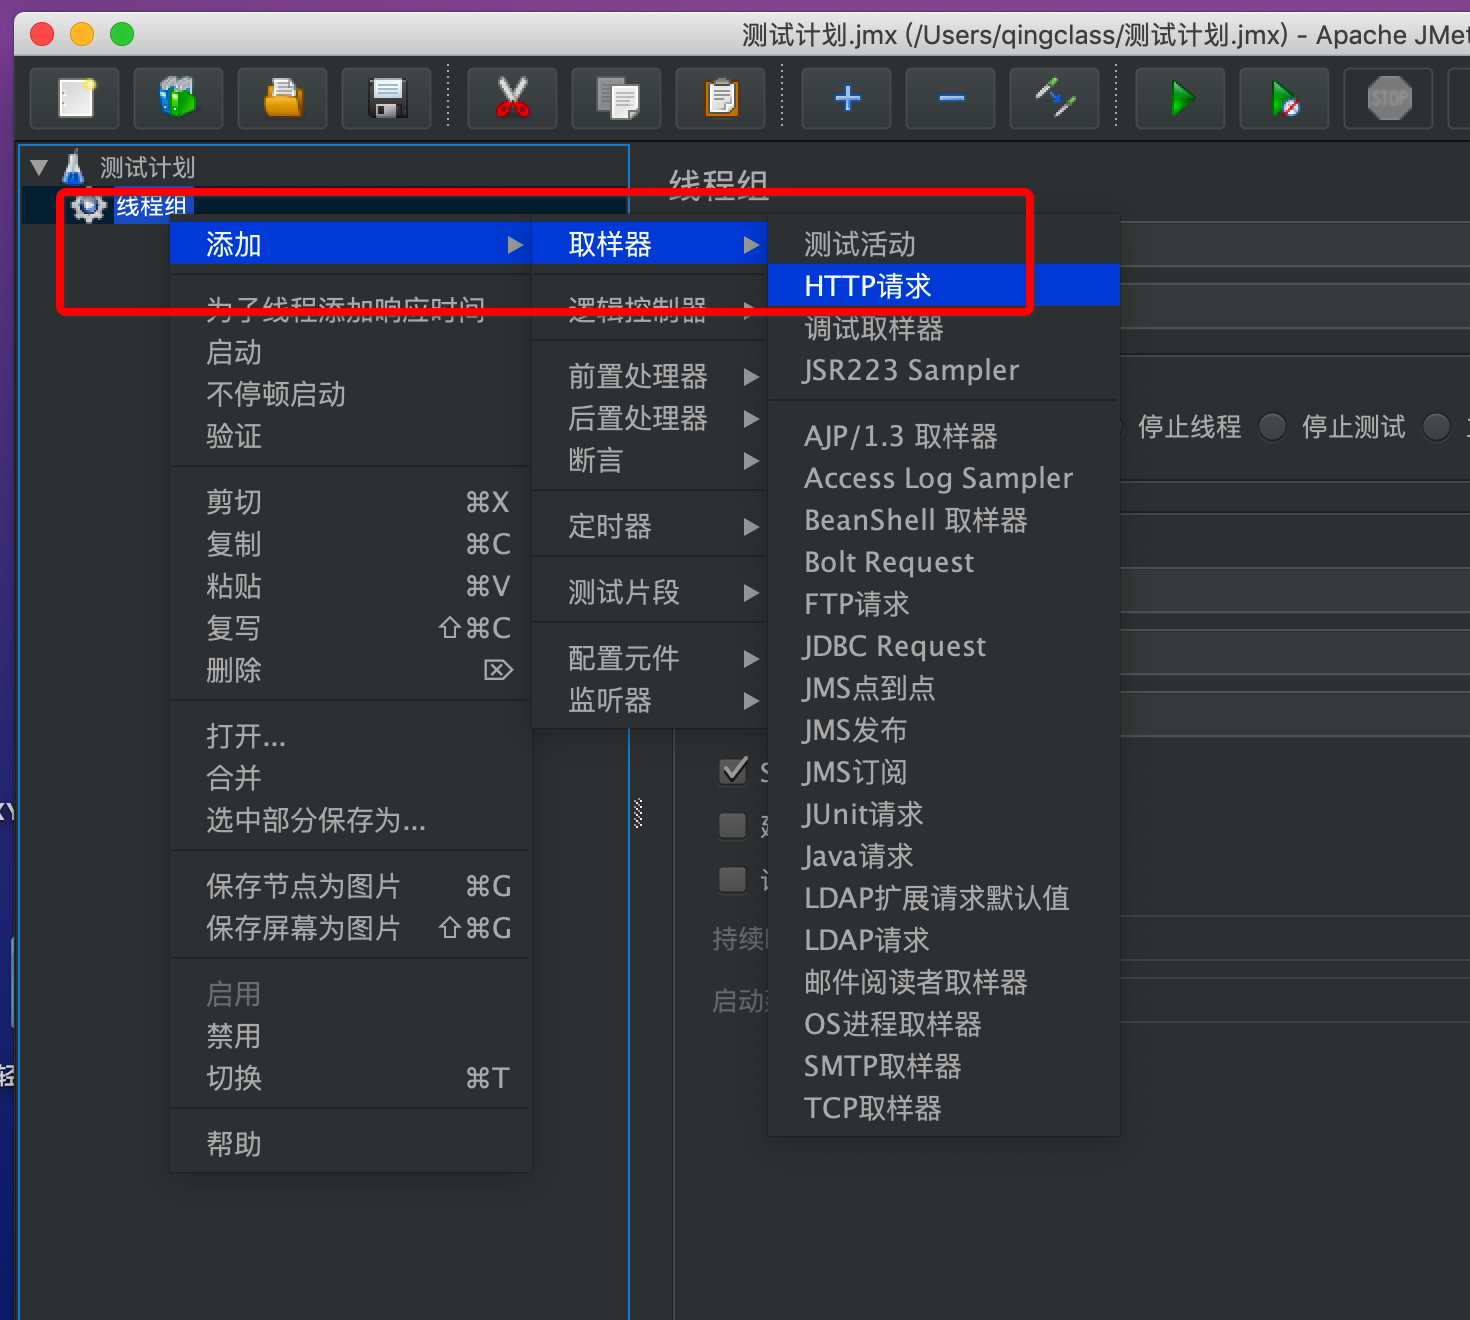 测试计划.jmx (/Users/qingclass/测试计划.jmx) - Apache JMet
STOP
测试计划
线程组
线程组
添加
为子线程添加响应时间
启动
不停顿启动
验证
剪切 ⌘X
复制 ⌘C
粘贴 ⌘V
复写 ⇧⌘C
删除 ⌦
打开...
合并
选中部分保存为...
保存节点为图片 ⌘G
保存屏幕为图片 ⇧⌘G
启用
禁用
切换 ⌘T
帮助
取样器
逻辑控制器
前置处理器
后置处理器
断言
定时器
测试片段
配置元件
监听器
测试活动
HTTP请求
调试取样器
JSR223 Sampler
AJP/1.3 取样器
Access Log Sampler
BeanShell 取样器
Bolt Request
FTP请求
JDBC Request
JMS点到点
JMS发布
JMS订阅
JUnit请求
Java请求
LDAP扩展请求默认值
LDAP请求
邮件阅读者取样器
OS进程取样器
SMTP取样器
TCP取样器
停止线程 停止测试
持续
启动